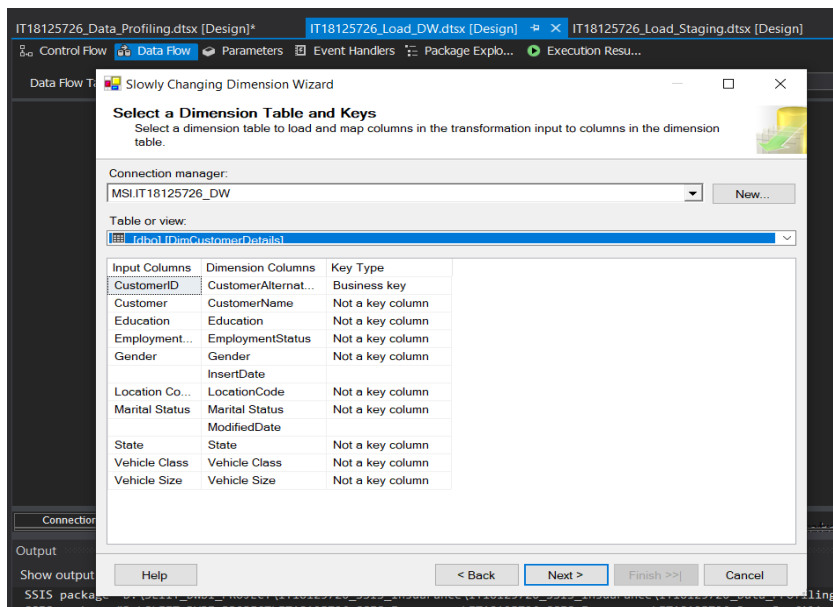 IT18125726_Data_Profiling.dtsx [Design]* IT18125726_Load_DW.dtsx [Design] IT18125726_Load_Staging.dtsx [Design]
Control Flow Data Flow Parameters Event Handlers Package Explo... Execution Resu...
Data Flow Ta
Slowly Changing Dimension Wizard
Select a Dimension Table and Keys
Select a dimension table to load and map columns in the transformation input to columns in the dimension
table.
Connection manager:
MSI.IT18125726_DW New...
Table or view:
[dbo].[DimCustomerDetails]
Input Columns Dimension Columns Key Type
CustomerID CustomerAlternat... Business key
Customer CustomerName Not a key column
Education Education Not a key column
Employment... EmploymentStatus Not a key column
Gender Gender Not a key column
InsertDate
Location Co... LocationCode Not a key column
Marital Status Marital Status Not a key column
ModifiedDate
State State Not a key column
Vehicle Class Vehicle Class Not a key column
Vehicle Size Vehicle Size Not a key column
Connection
Output
Help < Back Next > Finish >>| Cancel
Show output
SSIS package